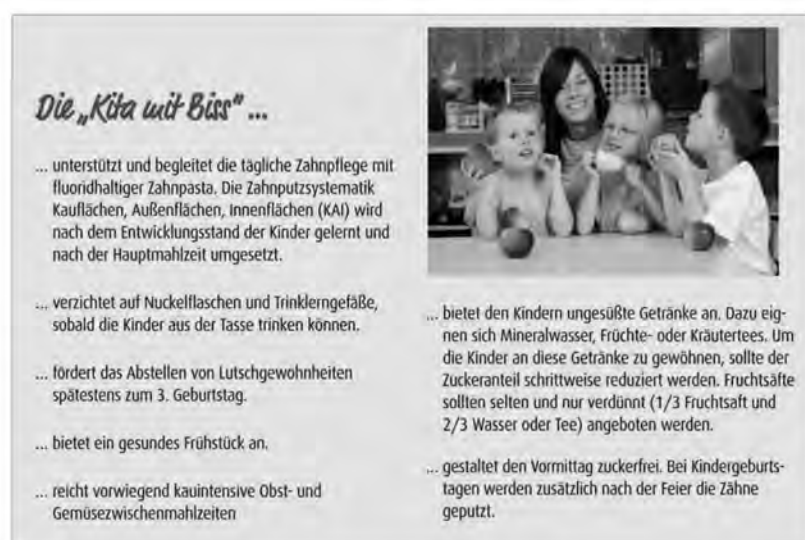 Die „Kita mit Biss“ ...
... unterstützt und begleitet die tägliche Zahnpflege mit
fluoridhaltiger Zahnpasta. Die Zahnputzsystematik
Kauflächen, Außenflächen, Innenflächen (KAI) wird
nach dem Entwicklungsstand der Kinder gelernt und
nach der Hauptmahlzeit umgesetzt.
... verzichtet auf Nuckelflaschen und Trinklerngefäße,
sobald die Kinder aus der Tasse trinken können.
... fördert das Abstellen von Lutschgewohnheiten
spätestens zum 3. Geburtstag.
... bietet ein gesundes Frühstück an.
... reicht vorwiegend kauintensive Obst- und
Gemüsezwischenmahlzeiten
... bietet den Kindern ungesüßte Getränke an. Dazu eig-
nen sich Mineralwasser, Früchte- oder Kräutertees. Um
die Kinder an diese Getränke zu gewöhnen, sollte der
Zuckeranteil schrittweise reduziert werden. Fruchtsäfte
sollten selten und nur verdünnt (1/3 Fruchtsaft und
2/3 Wasser oder Tee) angeboten werden.
... gestaltet den Vormittag zuckerfrei. Bei Kindergeburts-
tagen werden zusätzlich nach der Feier die Zähne
geputzt.